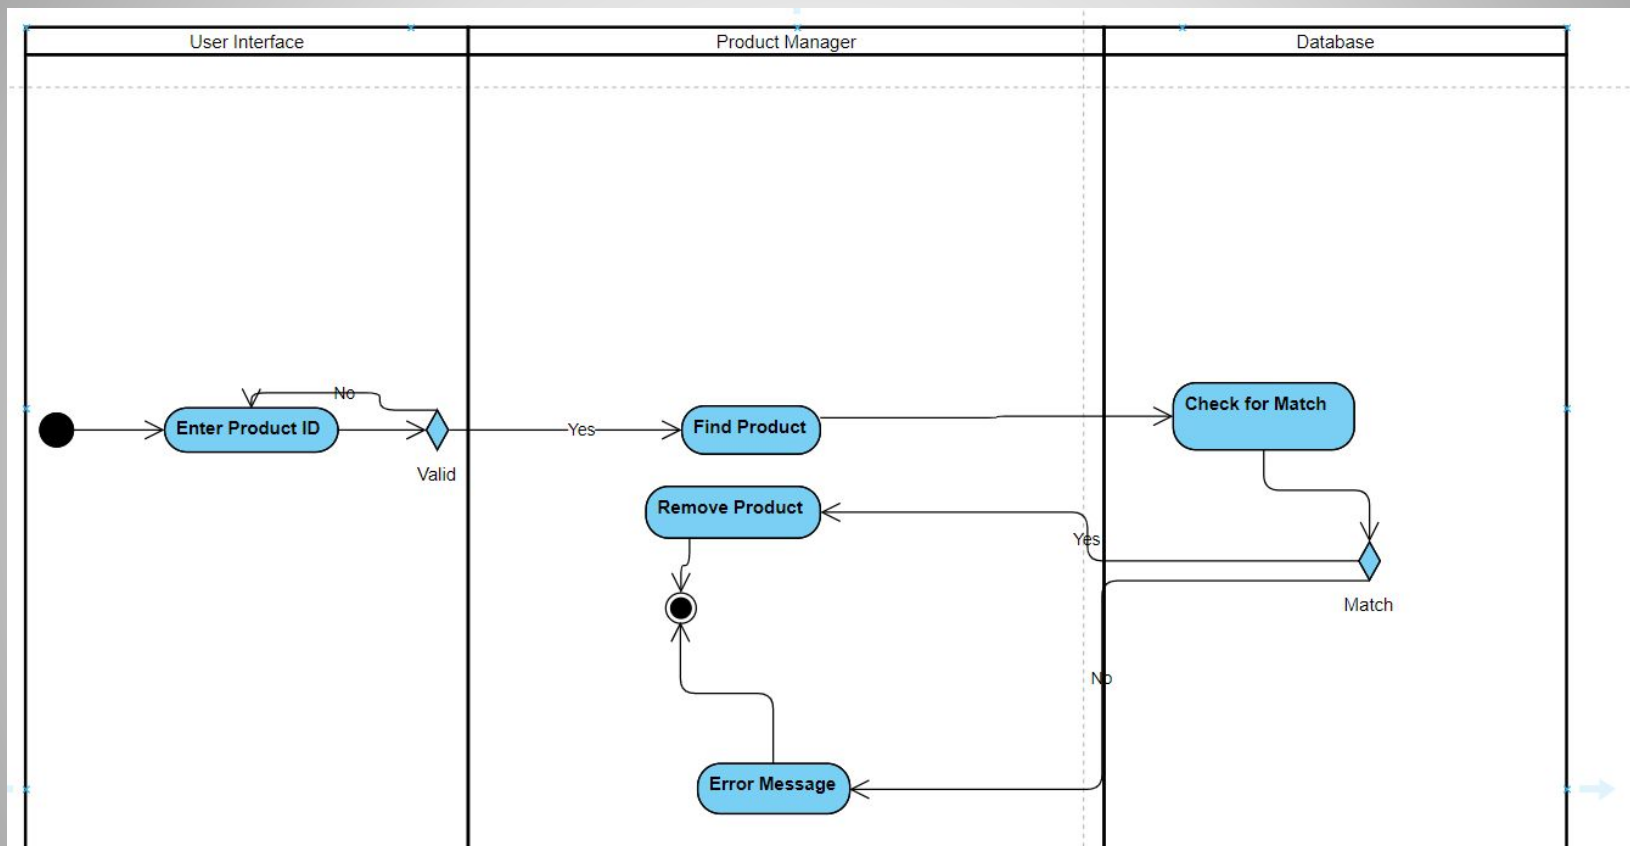 User Interface
Product Manager
Database
No
Enter Product ID
Valid
Yes
Find Product
Check for Match
Remove Product
Yes
Match
No
Error Message